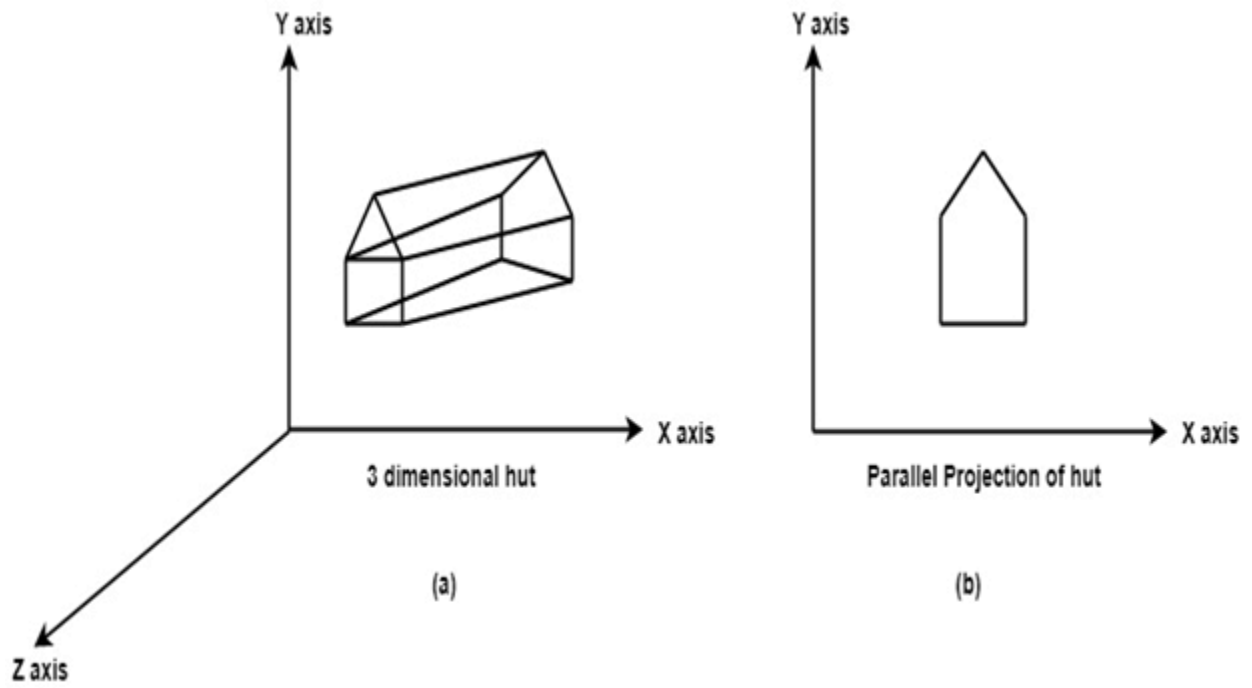 Y axis
Y axis
X axis
X axis
3 dimensional hut
Parallel Projection of hut
(a)
(b)
Z axis